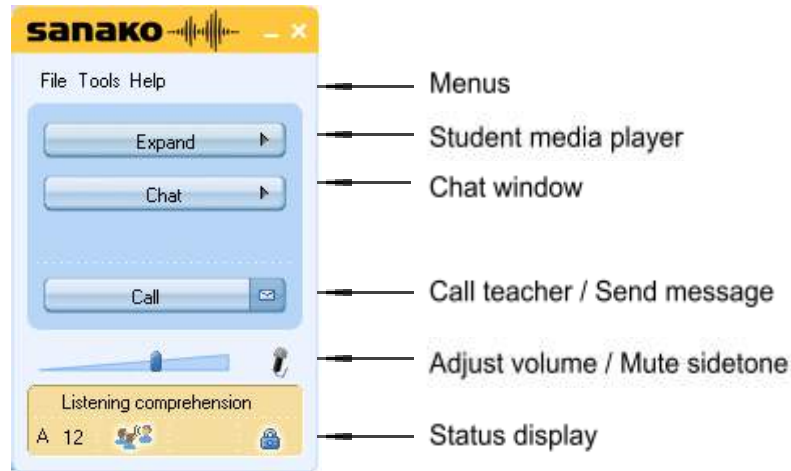 sanako
File Tools Help
Menus
Expand
Student media player
Chat
Chat window
Call
Call teacher / Send message
Adjust volume / Mute sidetone
Listening comprehension
A 12
Status display